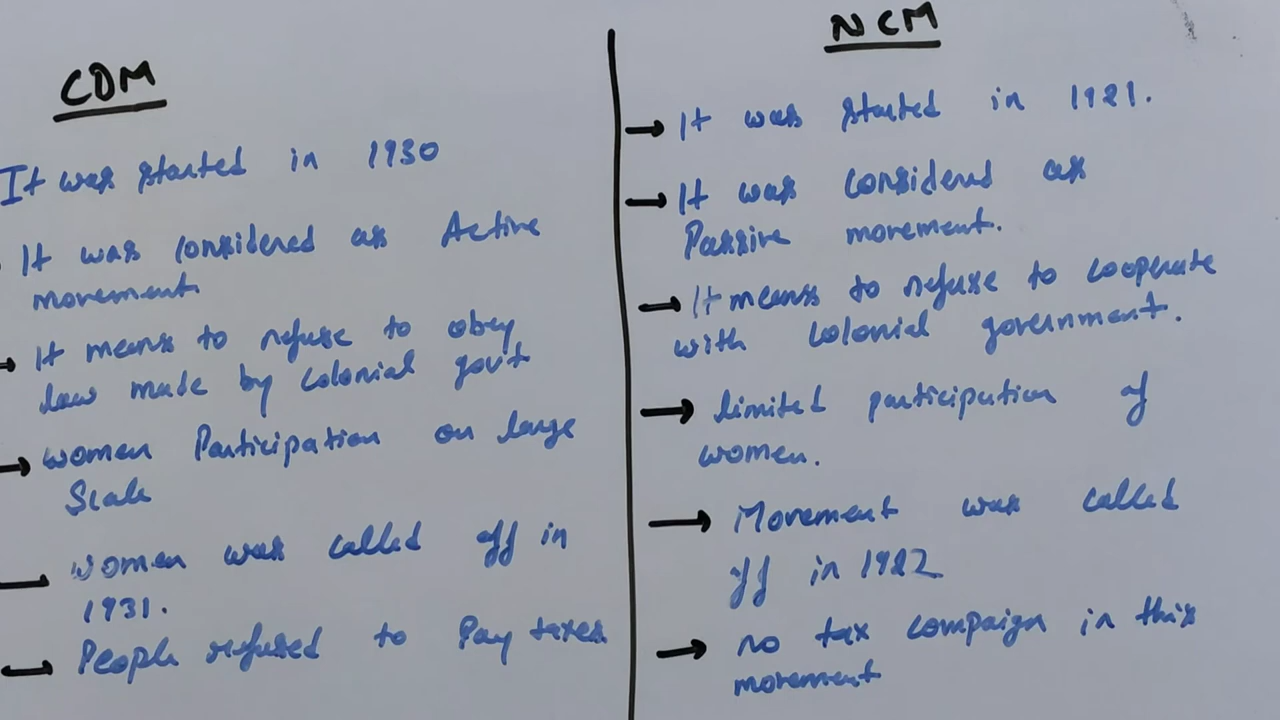 CDM
It was started in 1930
It was considered as Active
movement
It means to refuse to obey
law made by colonial govt
women Participation on large
Scale
women was called off in
1931.
People refused to Pay taxes
NCM
It was started in 1921.
It was considered as
Passive movement.
It means to refuse to cooperate
with colonial government.
limited participation of
women.
Movement was called
off in 1922
no tax campaign in this
movement